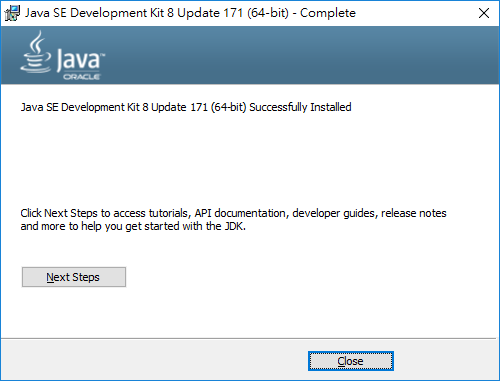 Java SE Development Kit 8 Update 171 (64-bit) - Complete
Java
ORACLE
Java SE Development Kit 8 Update 171 (64-bit) Successfully Installed
Click Next Steps to access tutorials, API documentation, developer guides, release notes
and more to help you get started with the JDK.
Next Steps
Close